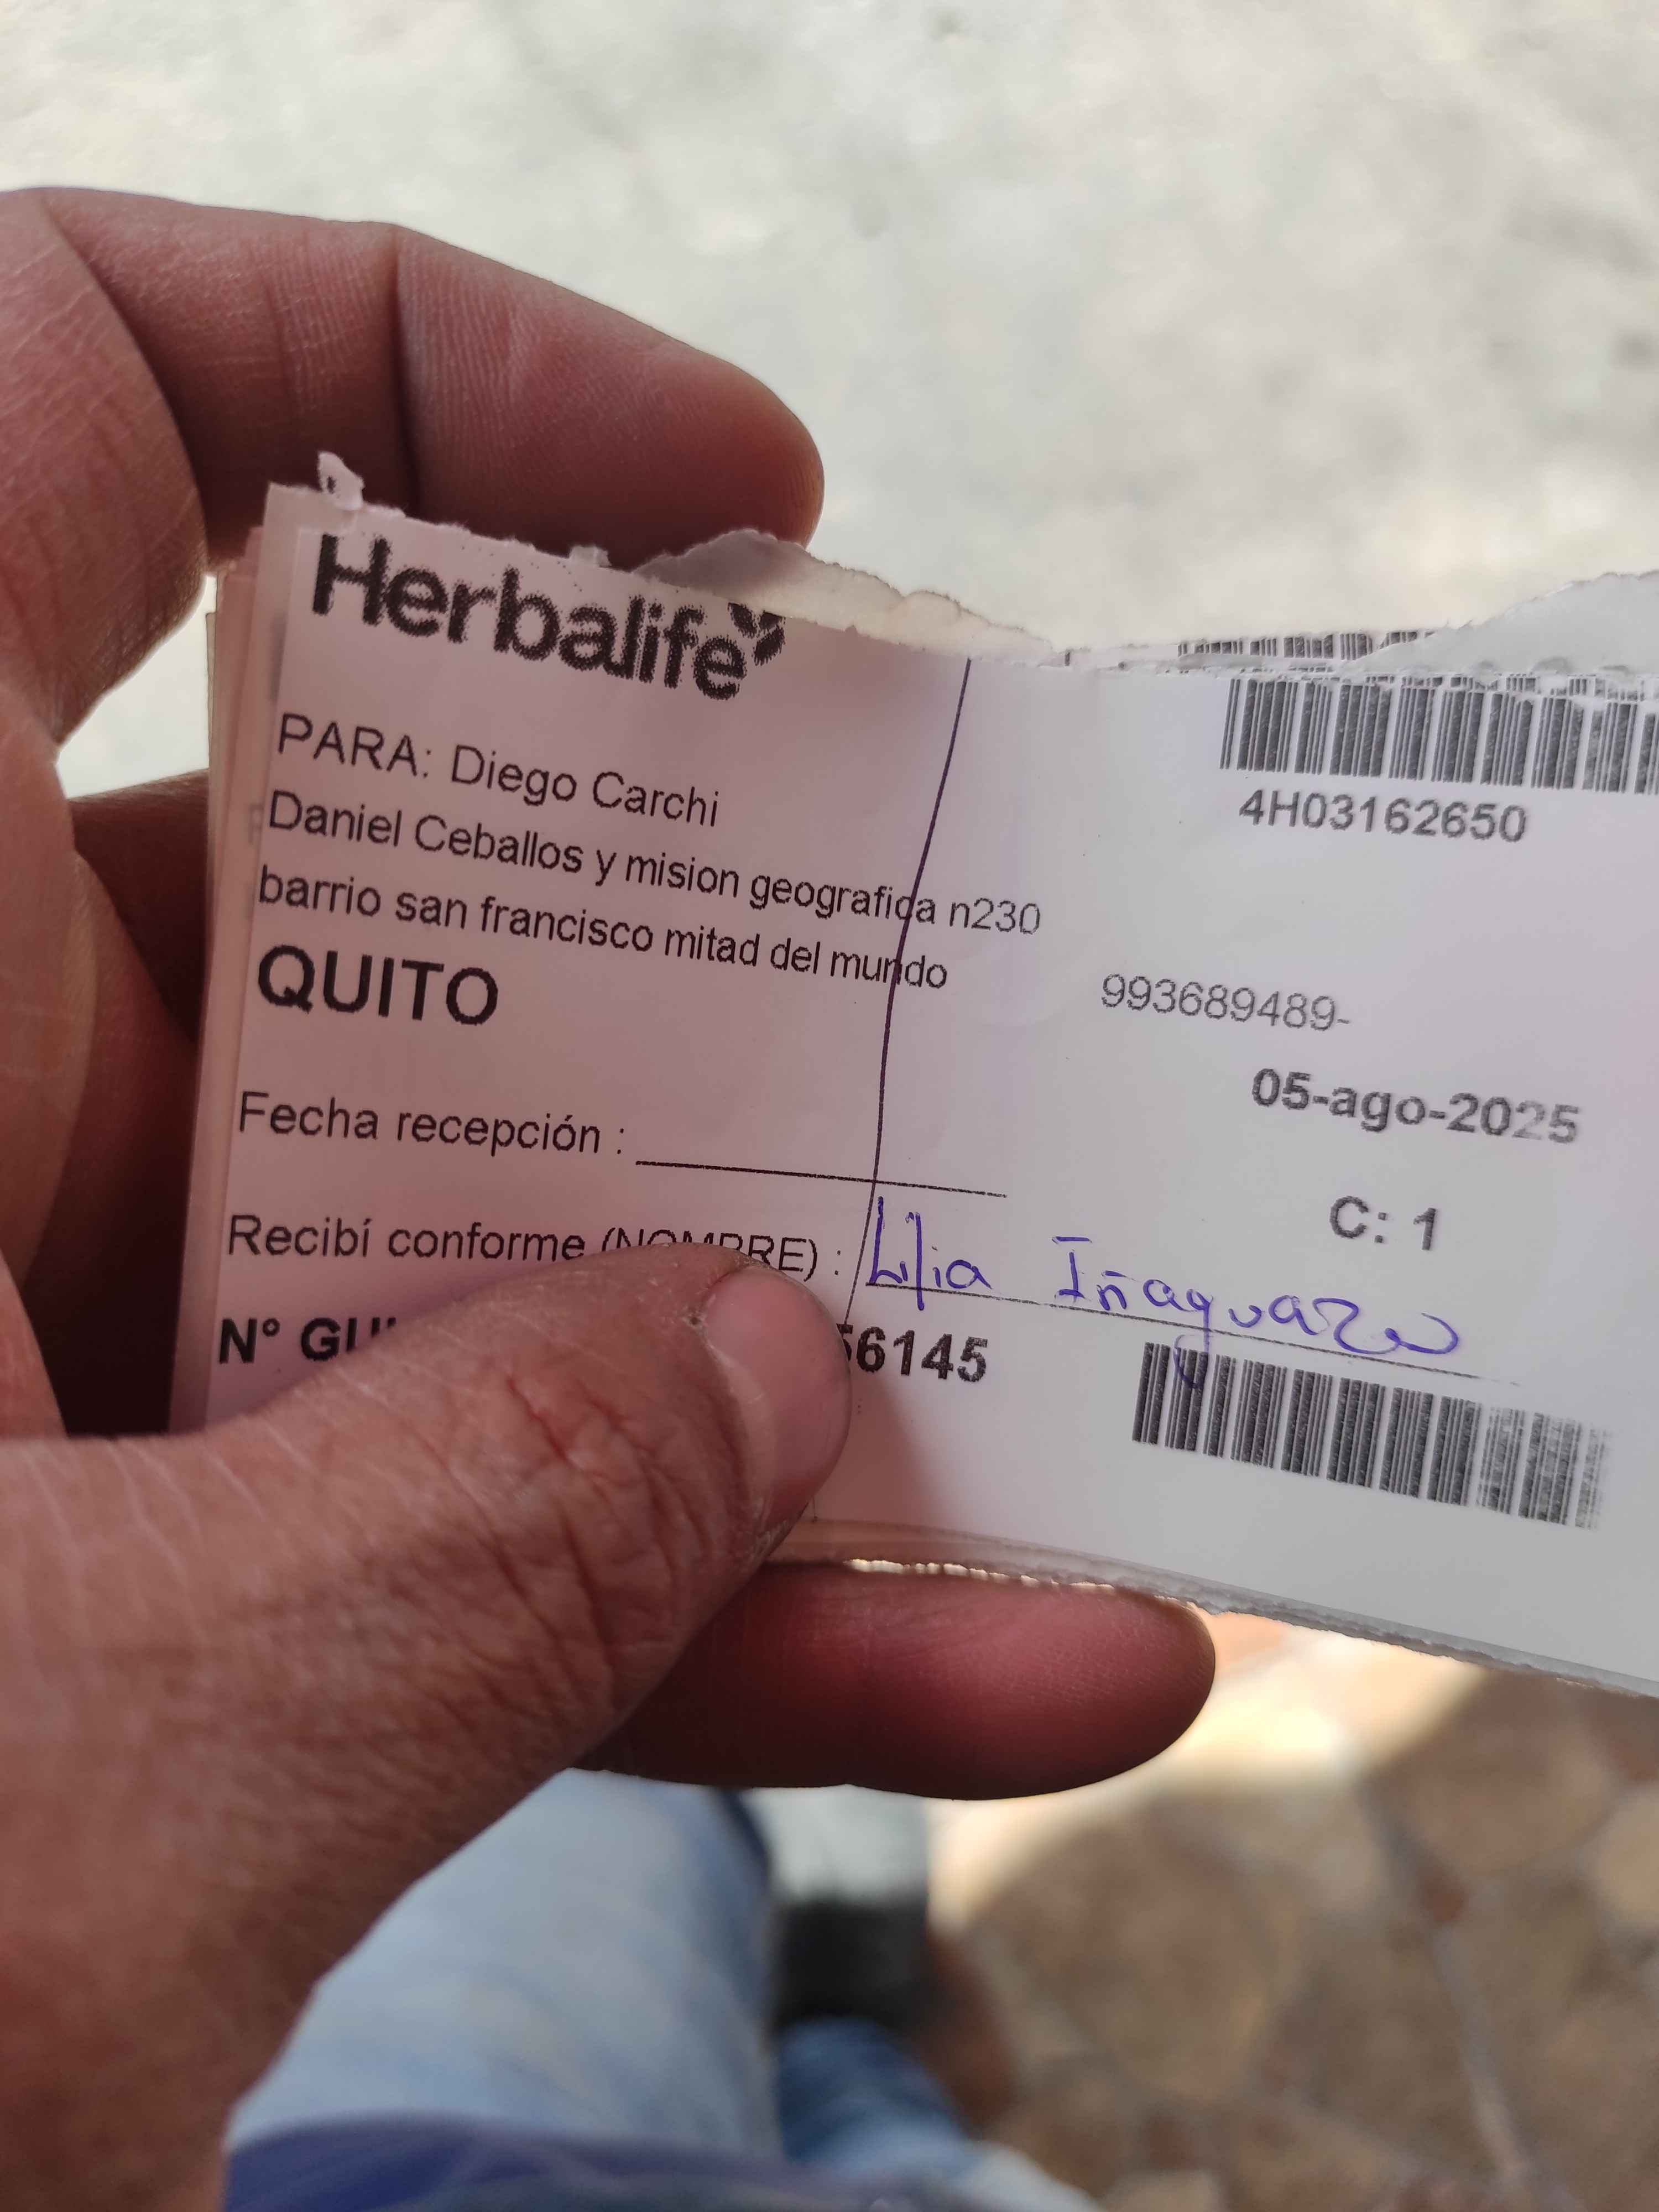 Herbalife
PARA: Diego Carchi
Daniel Ceballos y mision geografica n230
barrio san francisco mitad del mundo
QUITO
4H03162650
993689489-
05-ago-2025
C: 1
Fecha recepción :
Recibí conforme (NOMBRE) : Lilia Iñaguazo
N° 56145